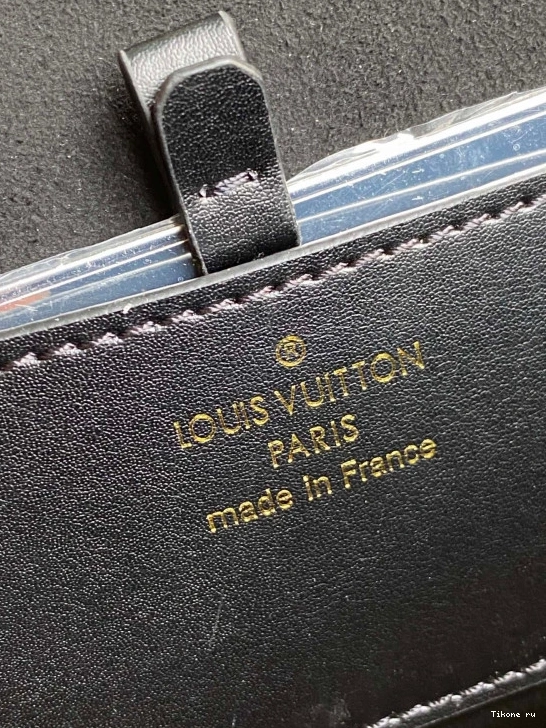 ®
LOUIS VUITTON
PARIS
made in France
Tikone ru